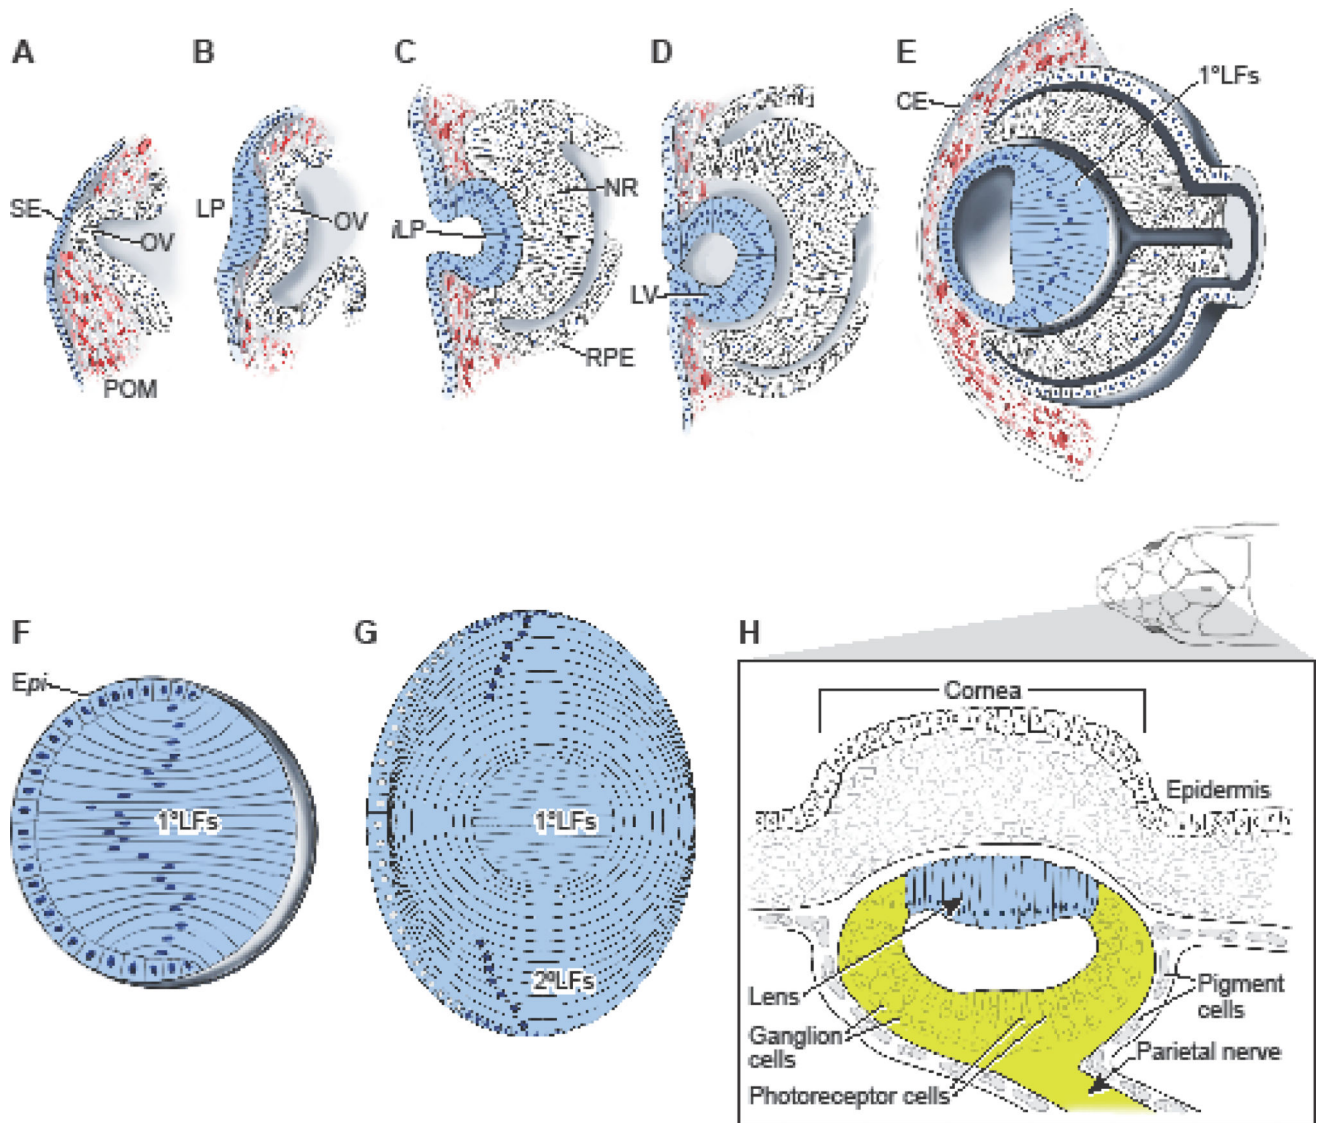 A
B
C
D
E
SE
OV
POM
LP
OV
iLP
NR
RPE
LV
CE
1°LFs
F
Epi
1°LFs
G
1°LFs
2°LFs
H
Cornea
Epidermis
Lens
Ganglion
cells
Photoreceptor cells
Pigment
cells
Parietal nerve